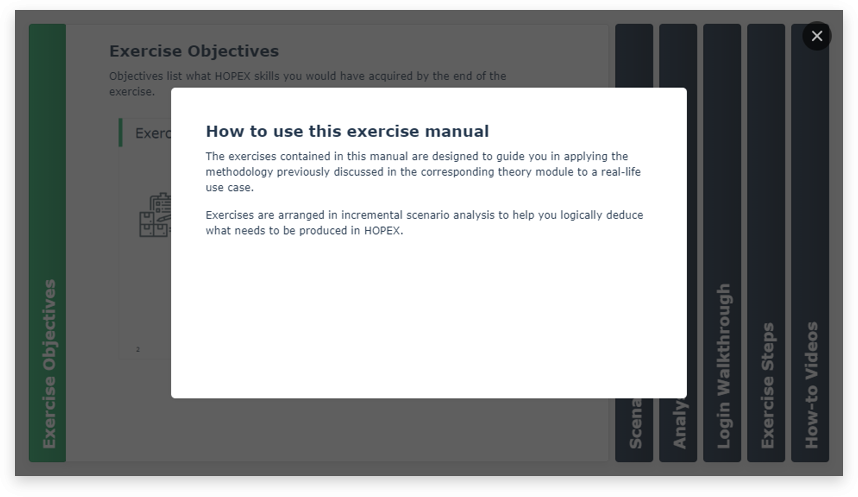 Exercise Objectives
Objectives list what HOPEX skills you would have acquired by the end of the
exercise.
How to use this exercise manual
The exercises contained in this manual are designed to guide you in applying the
methodology previously discussed in the corresponding theory module to a real-life
use case.
Exercises are arranged in incremental scenario analysis to help you logically deduce
what needs to be produced in HOPEX.
2
Exercise Objectives
Login Walkthrough
Exercise Steps
How-to Videos